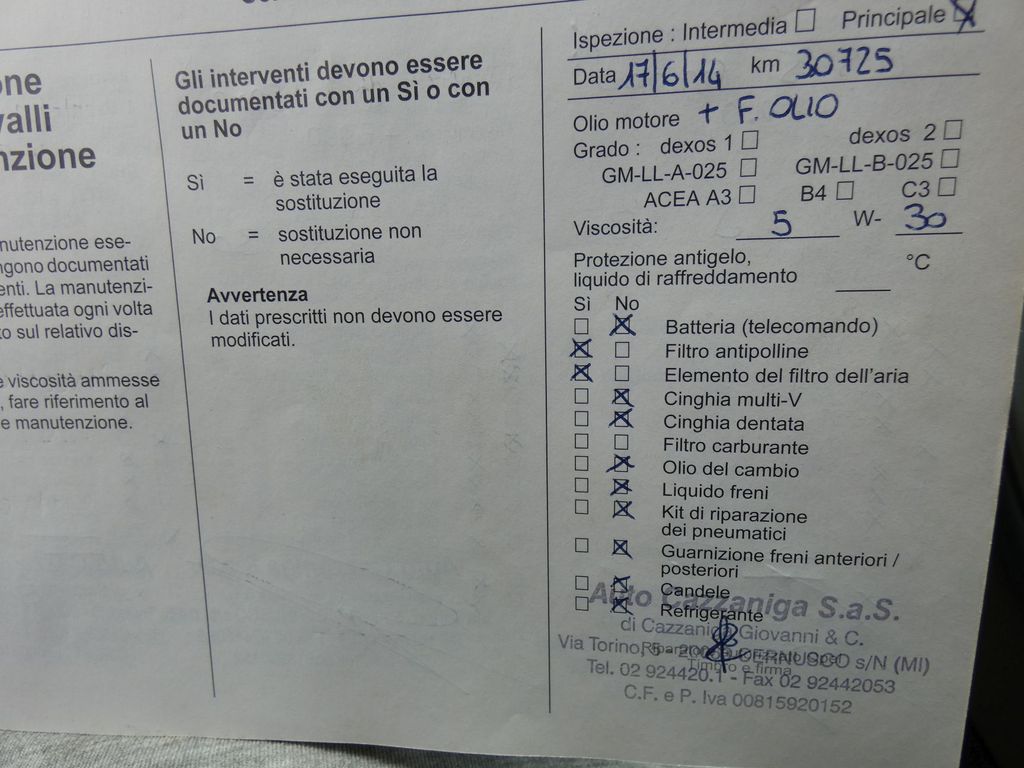 one
valli
nzione
nutenzione ese-
ngono documentati
enti. La manutenzi-
effettuata ogni volta
to sul relativo dis-
e viscosità ammesse
, fare riferimento al
e manutenzione.
Gli interventi devono essere
documentati con un Sì o con
un No
Sì = è stata eseguita la
sostituzione
No = sostituzione non
necessaria
Avvertenza
I dati prescritti non devono essere
modificati.
Ispezione : Intermedia ☐ Principale ☒
Data 17/6/14 km 30725
Olio motore + F. OLIO
Grado : dexos 1 ☐ dexos 2 ☐
GM-LL-A-025 ☐ GM-LL-B-025 ☐
ACEA A3 ☐ B4 ☐ C3 ☐
Viscosità: 5 W- 30
Protezione antigelo,
liquido di raffreddamento °C
Sì No
☐ ☒ Batteria (telecomando)
☒ ☐ Filtro antipolline
☒ ☐ Elemento del filtro dell'aria
☐ ☒ Cinghia multi-V
☐ ☒ Cinghia dentata
☐ ☐ Filtro carburante
☐ ☒ Olio del cambio
☐ ☒ Liquido freni
☐ ☒ Kit di riparazione
dei pneumatici
☐ ☒ Guarnizione freni anteriori /
posteriori
☐ ☒ Candele
☐ ☒ Refrigerante
Auto Cazzaniga S.a.S.
di Cazzaniga Giovanni & C.
Via Torino, 5 - CERNUSCO s/N (MI)
Timbro e firma
Tel. 02 924420.1 - Fax 02 92442053
C.F. e P. Iva 00815920152